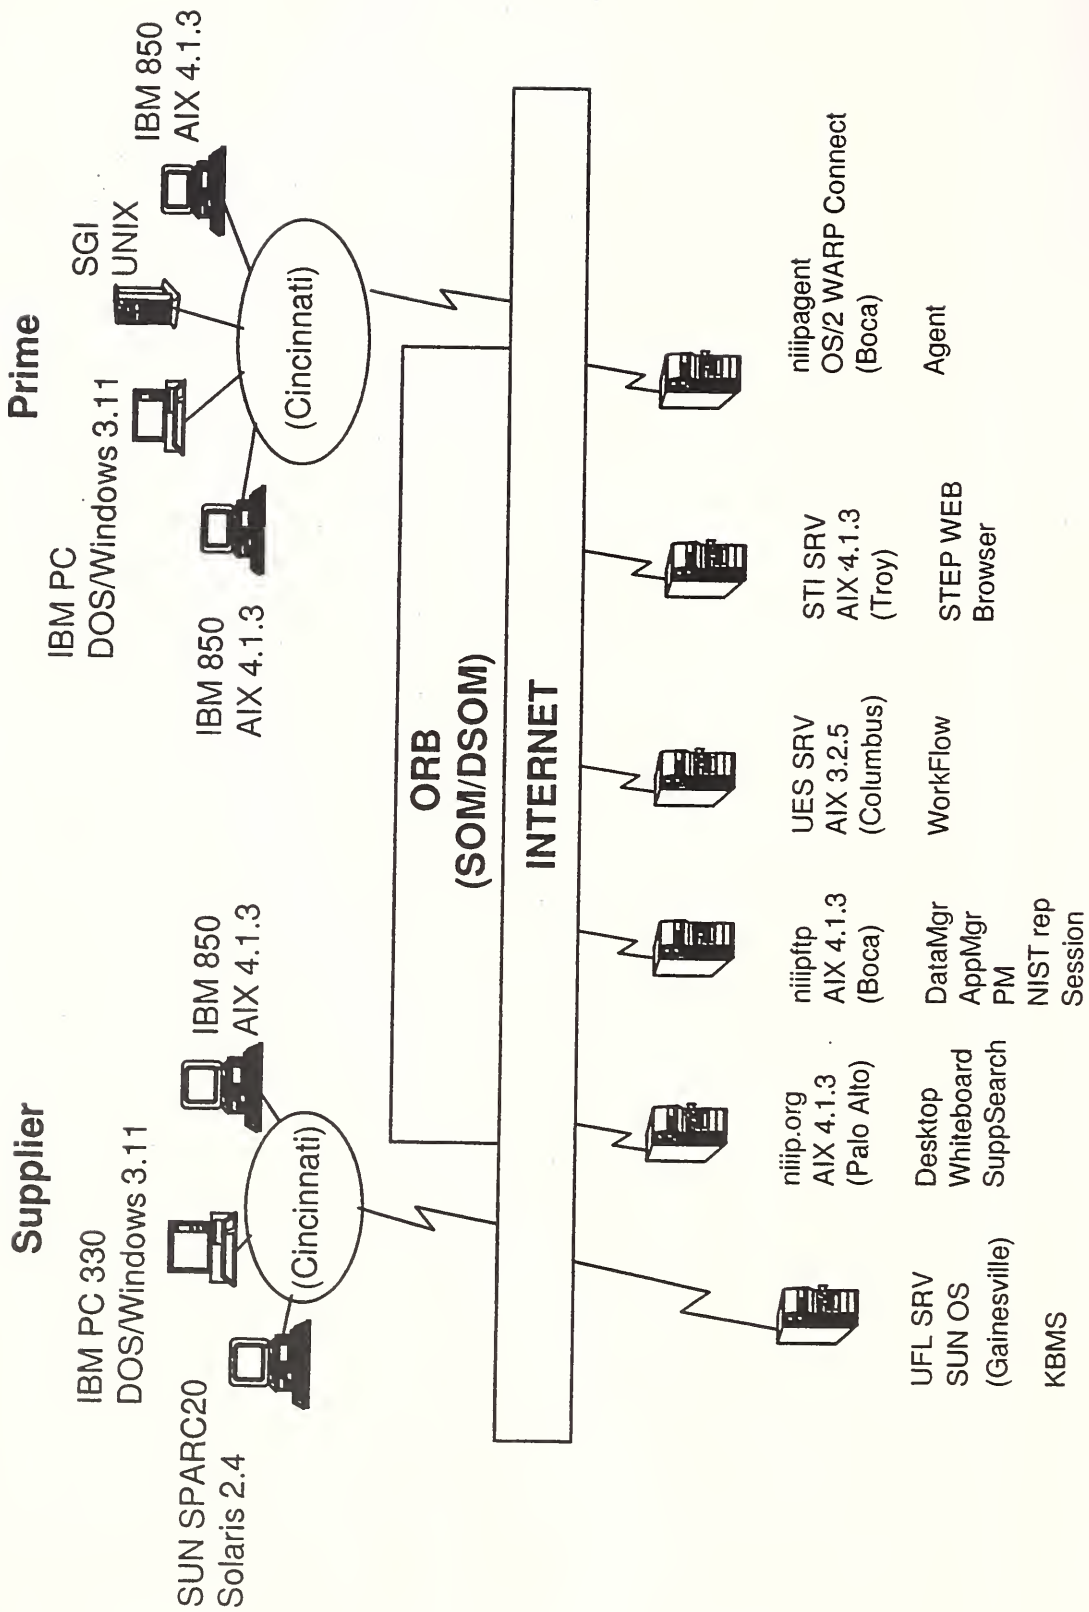 Supplier
Prime
IBM PC 330
DOS/Windows 3.11
SUN SPARC20
Solaris 2.4
IBM 850
AIX 4.1.3
(Cincinnati)
IBM PC
DOS/Windows 3.11
SGI
UNIX
IBM 850
AIX 4.1.3
IBM 850
AIX 4.1.3
(Cincinnati)
ORB
(SOM/DSOM)
INTERNET
UFL SRV
SUN OS
(Gainesville)
KBMS
niiip.org
AIX 4.1.3
(Palo Alto)
Desktop
Whiteboard
SuppSearch
niiipftp
AIX 4.1.3
(Boca)
DataMgr
AppMgr
PM
NIST rep
Session
UES SRV
AIX 3.2.5
(Columbus)
WorkFlow
STI SRV
AIX 4.1.3
(Troy)
STEP WEB
Browser
niiipagent
OS/2 WARP Connect
(Boca)
Agent